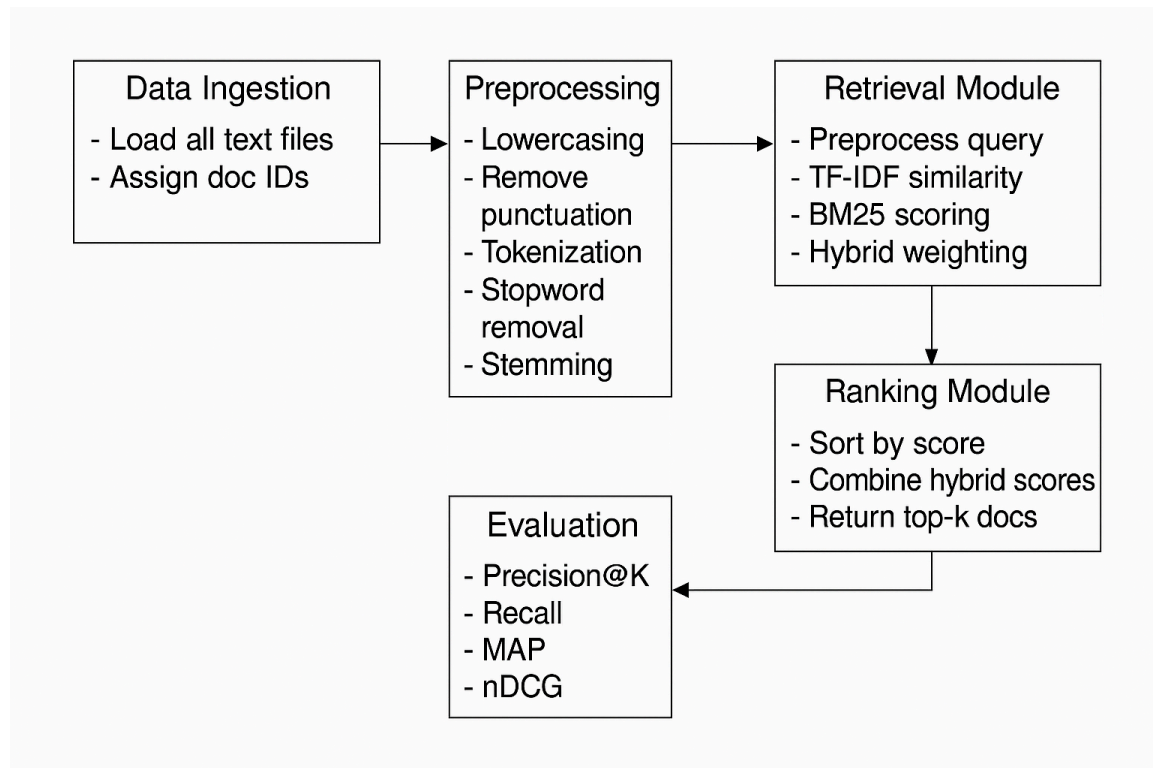 Data Ingestion
- Load all text files
- Assign doc IDs
Preprocessing
- Lowercasing
- Remove
punctuation
- Tokenization
- Stopword
removal
- Stemming
Retrieval Module
- Preprocess query
- TF-IDF similarity
- BM25 scoring
- Hybrid weighting
Ranking Module
- Sort by score
- Combine hybrid scores
- Return top-k docs
Evaluation
- Precision@K
- Recall
- MAP
- nDCG